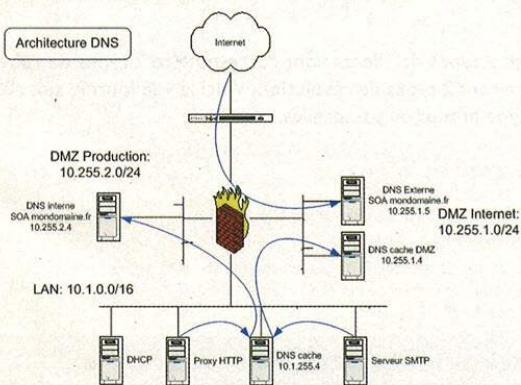 Architecture DNS
Internet
DMZ Production:
10.255.2.0/24
DNS interne
SOA mondomaine.fr
10.255.2.4
DNS Externe
SOA mondomaine.fr
10.255.1.5
DMZ Internet:
10.255.1.0/24
DNS cache DMZ
10.255.1.4
LAN: 10.1.0.0/16
DHCP
Proxy HTTP
DNS cache
10.1.255.4
Serveur SMTP